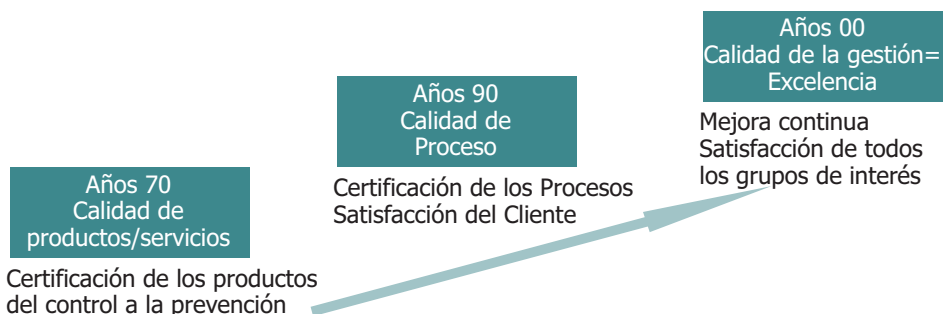 Años 70
Calidad de
productos/servicios
Certificación de los productos
del control a la prevención
Años 90
Calidad de
Proceso
Certificación de los Procesos
Satisfacción del Cliente
Años 00
Calidad de la gestión=
Excelencia
Mejora continua
Satisfacción de todos
los grupos de interés